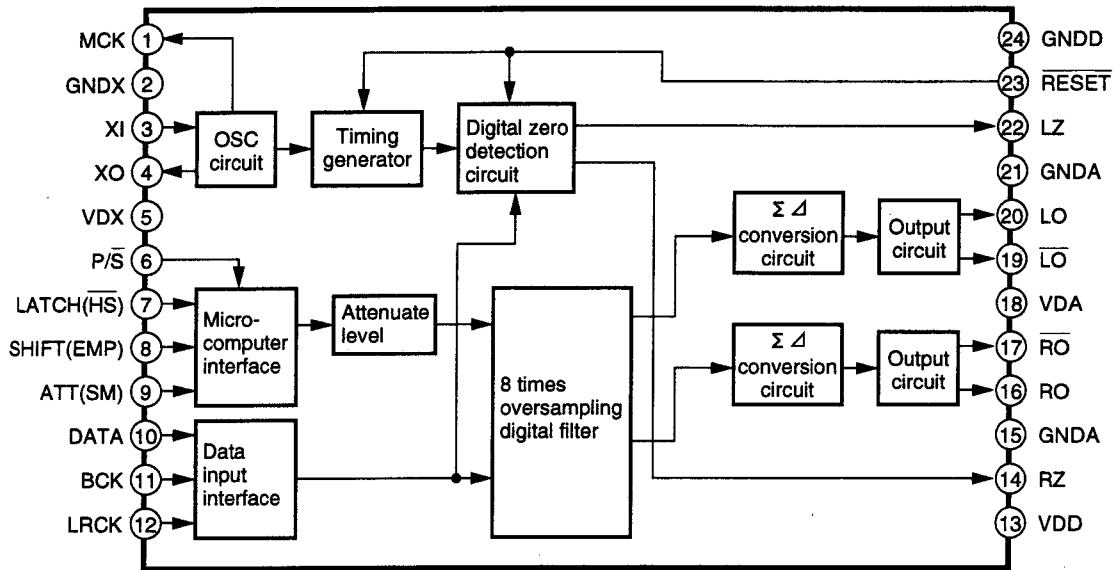 MCK 1
GNDX 2
XI 3
XO 4
VDX 5
P/S̅ 6
LATCH(H̅S̅) 7
SHIFT(EMP) 8
ATT(SM) 9
DATA 10
BCK 11
LRCK 12
OSC
circuit
Timing
generator
Digital zero
detection
circuit
Micro-
computer
interface
Attenuate
level
Data
input
interface
8 times
oversampling
digital filter
Σ Δ
conversion
circuit
Output
circuit
Σ Δ
conversion
circuit
Output
circuit
24 GNDD
23 R̅E̅S̅E̅T̅
22 LZ
21 GNDA
20 LO
19 L̅O̅
18 VDA
17 R̅O̅
16 RO
15 GNDA
14 RZ
13 VDD